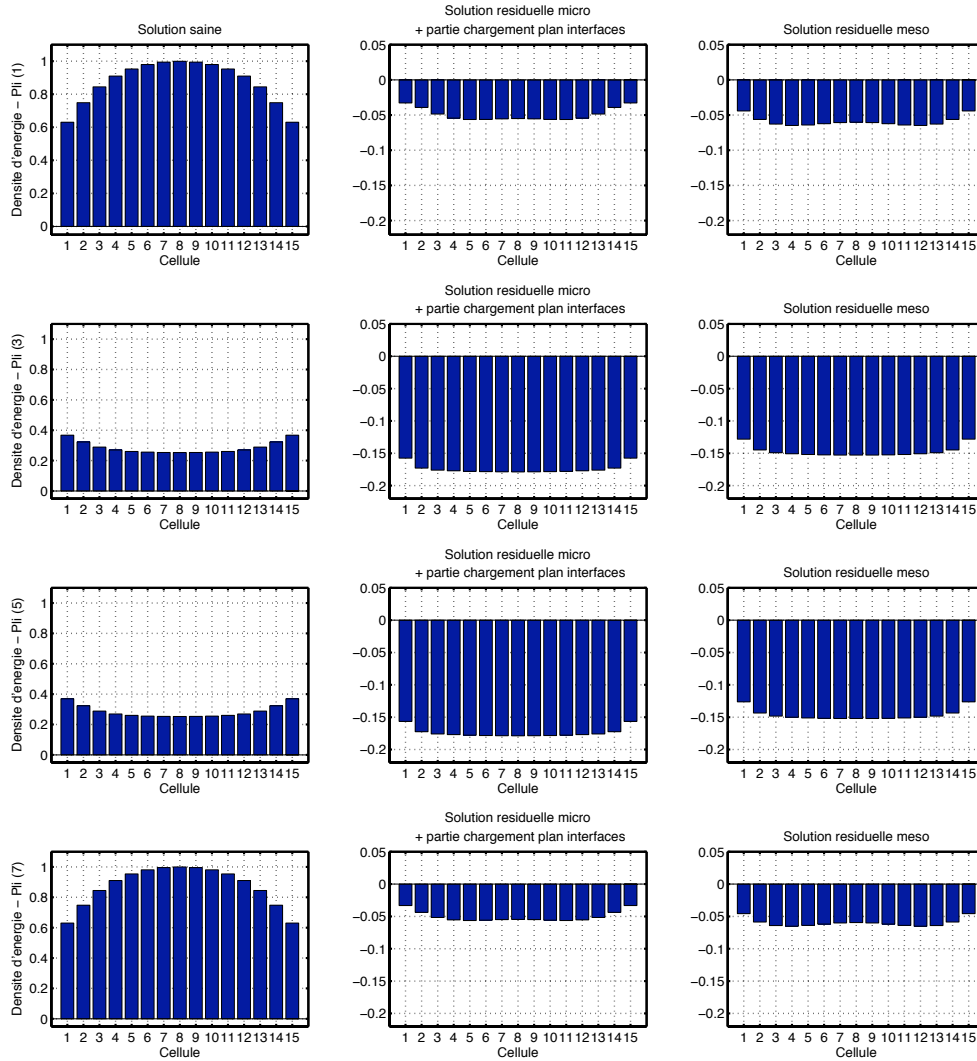 Solution saine
Solution residuelle micro
+ partie chargement plan interfaces
Solution residuelle meso
Densite d'energie − Pli (1)
1
0.8
0.6
0.4
0.2
0
1 2 3 4 5 6 7 8 9 10 11 12 13 14 15
Cellule
0.05
0
−0.05
−0.1
−0.15
−0.2
1 2 3 4 5 6 7 8 9 10 11 12 13 14 15
Cellule
0.05
0
−0.05
−0.1
−0.15
−0.2
1 2 3 4 5 6 7 8 9 10 11 12 13 14 15
Cellule
Solution residuelle micro
+ partie chargement plan interfaces
Solution residuelle meso
Densite d'energie − Pli (3)
1
0.8
0.6
0.4
0.2
0
1 2 3 4 5 6 7 8 9 10 11 12 13 14 15
Cellule
0.05
0
−0.05
−0.1
−0.15
−0.2
1 2 3 4 5 6 7 8 9 10 11 12 13 14 15
Cellule
0.05
0
−0.05
−0.1
−0.15
−0.2
1 2 3 4 5 6 7 8 9 10 11 12 13 14 15
Cellule
Solution residuelle micro
+ partie chargement plan interfaces
Solution residuelle meso
Densite d'energie − Pli (5)
1
0.8
0.6
0.4
0.2
0
1 2 3 4 5 6 7 8 9 10 11 12 13 14 15
Cellule
0.05
0
−0.05
−0.1
−0.15
−0.2
1 2 3 4 5 6 7 8 9 10 11 12 13 14 15
Cellule
0.05
0
−0.05
−0.1
−0.15
−0.2
1 2 3 4 5 6 7 8 9 10 11 12 13 14 15
Cellule
Solution residuelle micro
+ partie chargement plan interfaces
Solution residuelle meso
Densite d'energie − Pli (7)
1
0.8
0.6
0.4
0.2
0
1 2 3 4 5 6 7 8 9 10 11 12 13 14 15
Cellule
0.05
0
−0.05
−0.1
−0.15
−0.2
1 2 3 4 5 6 7 8 9 10 11 12 13 14 15
Cellule
0.05
0
−0.05
−0.1
−0.15
−0.2
1 2 3 4 5 6 7 8 9 10 11 12 13 14 15
Cellule